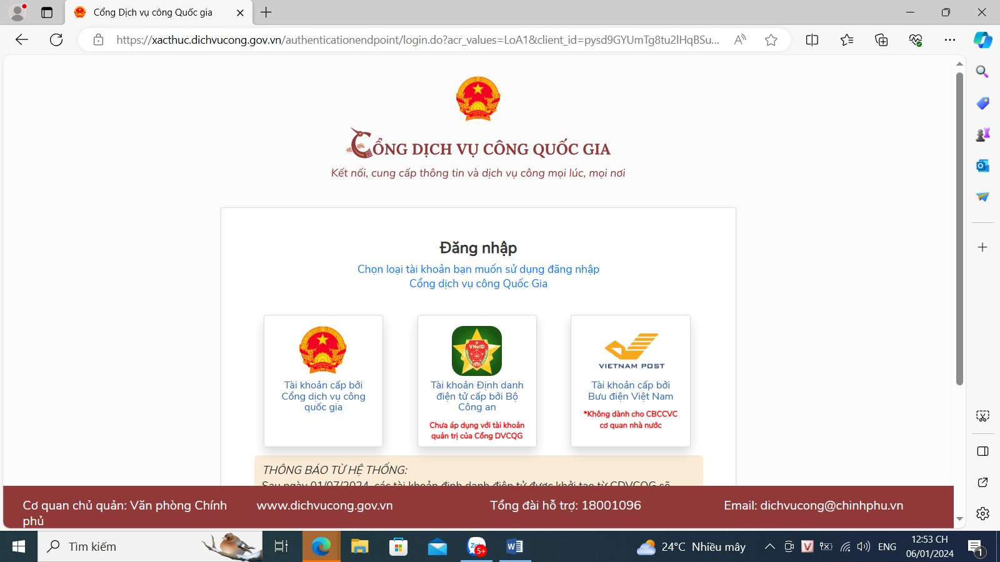 Cổng Dịch vụ công Quốc gia
https://xacthuc.dichvucong.gov.vn/authenticationendpoint/login.do?acr_values=LoA1&client_id=pysd9GYUmTg8tu2lHqBSu...
CỔNG DỊCH VỤ CÔNG QUỐC GIA
Kết nối, cung cấp thông tin và dịch vụ công mọi lúc, mọi nơi
Đăng nhập
Chọn loại tài khoản bạn muốn sử dụng đăng nhập
Cổng dịch vụ công Quốc Gia
Tài khoản cấp bởi
Cổng dịch vụ công
quốc gia
VNeID
Tài khoản Định danh
điện tử cấp bởi Bộ
Công an
Chưa áp dụng với tài khoản
quản trị của Cổng DVCQG
VIETNAM POST
Tài khoản cấp bởi
Bưu điện Việt Nam
*Không dành cho CBCCVC
cơ quan nhà nước
THÔNG BÁO TỪ HỆ THỐNG:
Sau ngày 01/07/2024, các tài khoản định danh điện tử được khởi tạo từ CDVCQG sẽ
Cơ quan chủ quản: Văn phòng Chính
phủ
www.dichvucong.gov.vn
Tổng đài hỗ trợ: 18001096
Email: dichvucong@chinhphu.vn
Tìm kiếm
Zalo
5+
24°C Nhiều mây
ENG
12:53 CH
06/01/2024
1